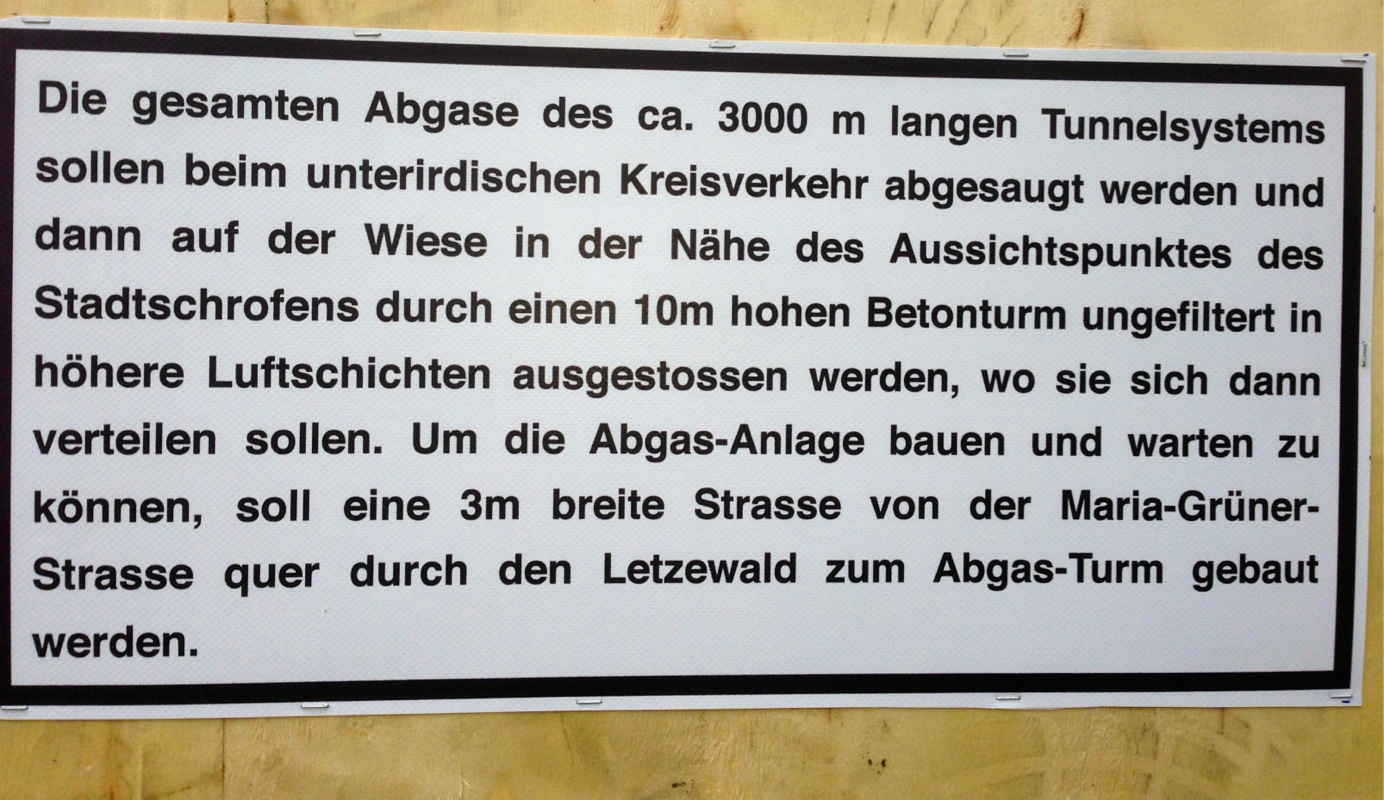 Die gesamten Abgase des ca. 3000 m langen Tunnelsystems
sollen beim unterirdischen Kreisverkehr abgesaugt werden und
dann auf der Wiese in der Nähe des Aussichtspunktes des
Stadtschrofens durch einen 10m hohen Betonturm ungefiltert in
höhere Luftschichten ausgestossen werden, wo sie sich dann
verteilen sollen. Um die Abgas-Anlage bauen und warten zu
können, soll eine 3m breite Strasse von der Maria-Grüner-
Strasse quer durch den Letzewald zum Abgas-Turm gebaut
werden.